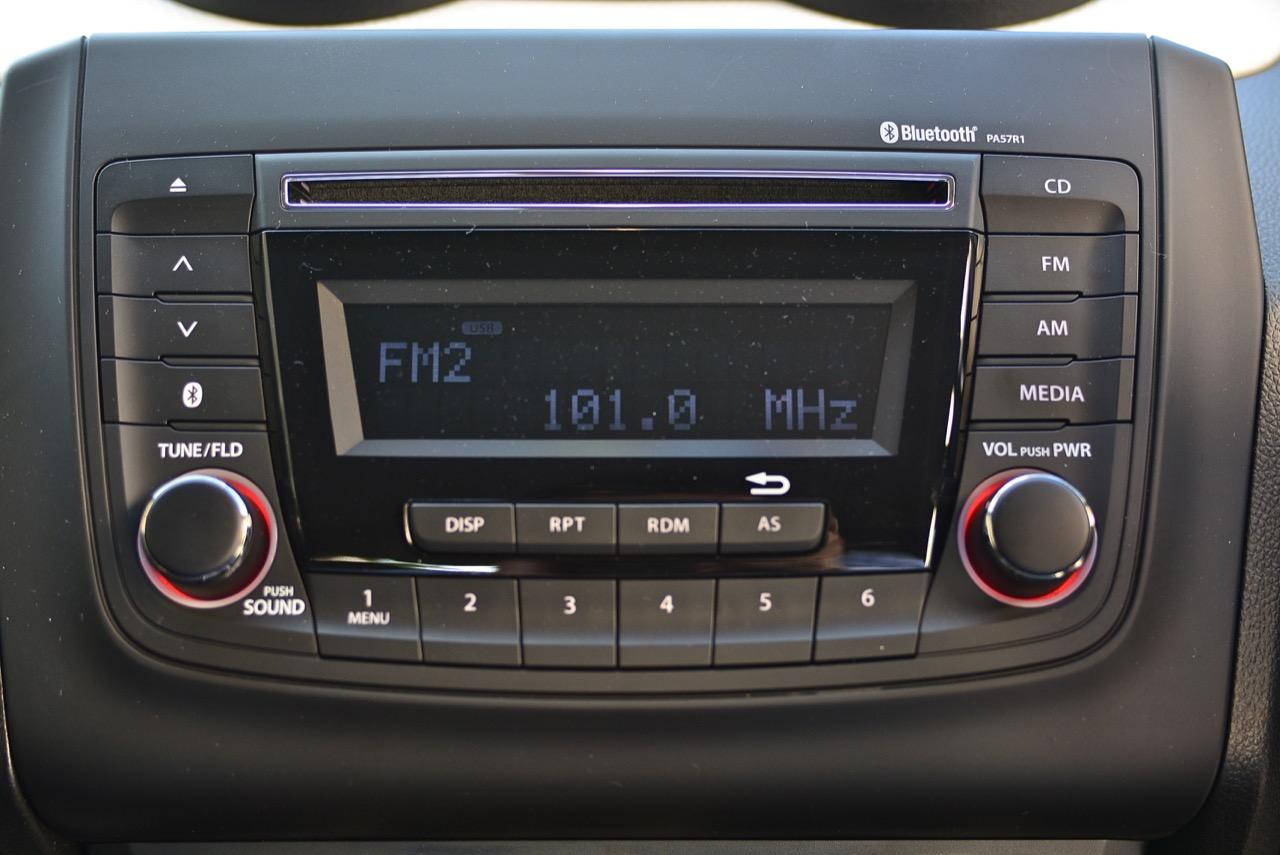 Bluetooth® PA57R1
CD
FM
AM
MEDIA
USB
FM2
101.0 MHz
TUNE/FLD
VOL PUSH PWR
DISP RPT RDM AS
PUSH
SOUND
1 2 3 4 5 6
MENU